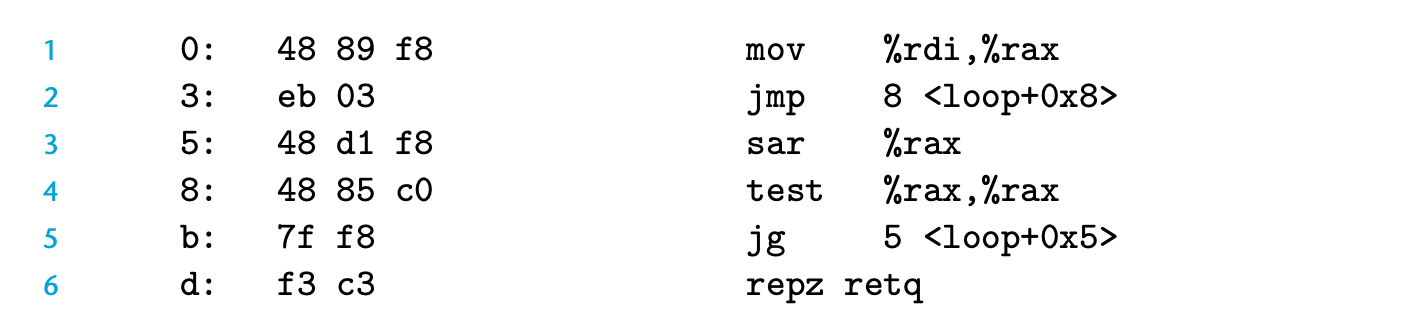 1 0: 48 89 f8 mov %rdi,%rax
2 3: eb 03 jmp 8 <loop+0x8>
3 5: 48 d1 f8 sar %rax
4 8: 48 85 c0 test %rax,%rax
5 b: 7f f8 jg 5 <loop+0x5>
6 d: f3 c3 repz retq